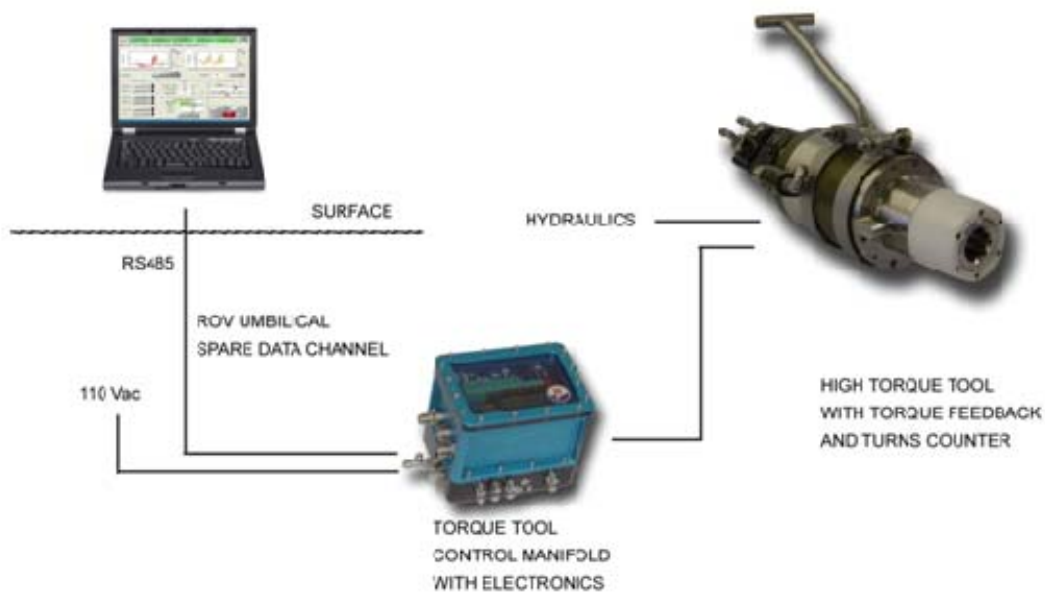 SURFACE
HYDRAULICS
RS485
ROV UMBILICAL
SPARE DATA CHANNEL
110 Vac
HIGH TORQUE TOOL
WITH TORQUE FEEDBACK
AND TURNS COUNTER
TORQUE TOOL
CONTROL MANIFOLD
WITH ELECTRONICS